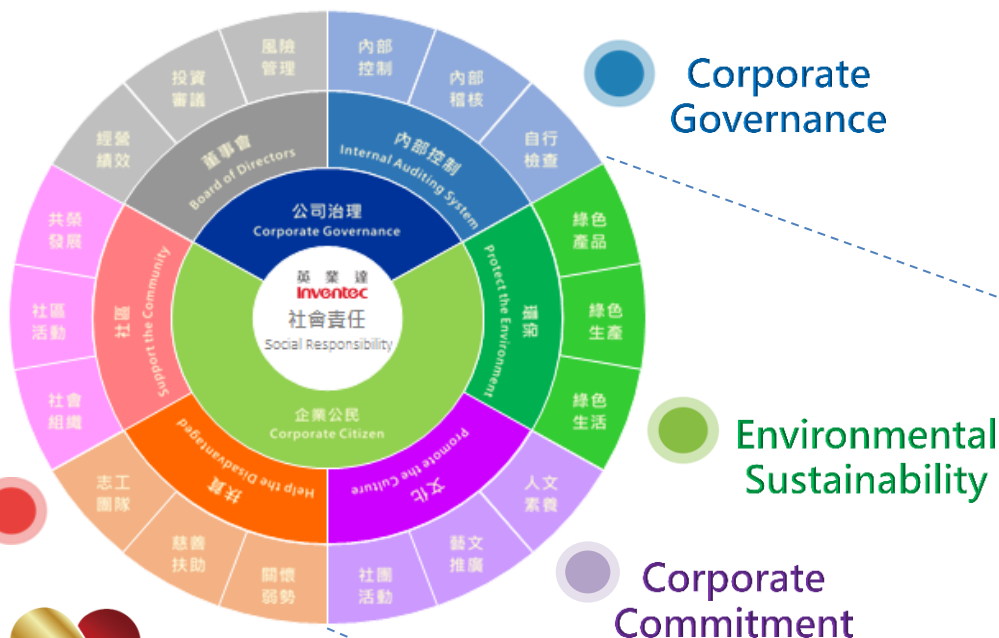 風險
管理
內部
控制
投資
審議
內部
稽核
經營
績效
自行
檢查
董事會
Board of Directors
內部控制
Internal Auditing System
公司治理
Corporate Governance
共榮
發展
社區
活動
社會
組織
社區
Support the Community
英業達
Inventec
社會責任
Social Responsibility
環保
Protect the Environment
綠色
產品
綠色
生產
綠色
生活
企業公民
Corporate Citizen
扶貧
Help the Disadvantaged
文化
Promote the Culture
志工
團隊
慈善
扶助
關懷
弱勢
社團
活動
藝文
推廣
人文
素養
Corporate
Governance
Environmental
Sustainability
Corporate
Commitment